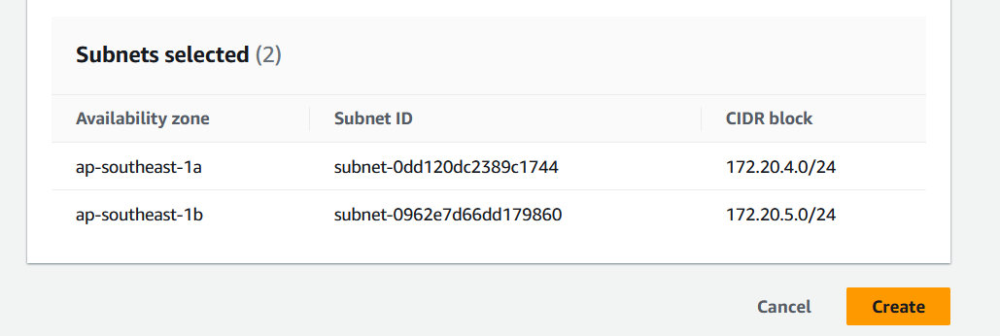 Subnets selected (2)
Availability zone Subnet ID CIDR block
ap-southeast-1a subnet-0dd120dc2389c1744 172.20.4.0/24
ap-southeast-1b subnet-0962e7d66dd179860 172.20.5.0/24
Cancel Create